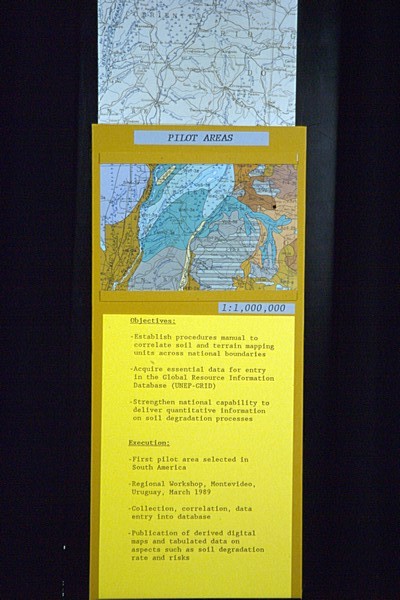 PILOT AREAS
1:1,000,000
Objectives:
-Establish procedures manual to
correlate soil and terrain mapping
units across national boundaries
-Acquire essential data for entry
in the Global Resource Information
Database (UNEP-GRID)
-Strengthen national capability to
deliver quantitative information
on soil degradation processes
Execution:
-First pilot area selected in
South America
-Regional Workshop, Montevideo,
Uruguay, March 1989
-Collection, correlation, data
entry into database
-Publication of derived digital
maps and tabulated data on
aspects such as soil degradation
rate and risks